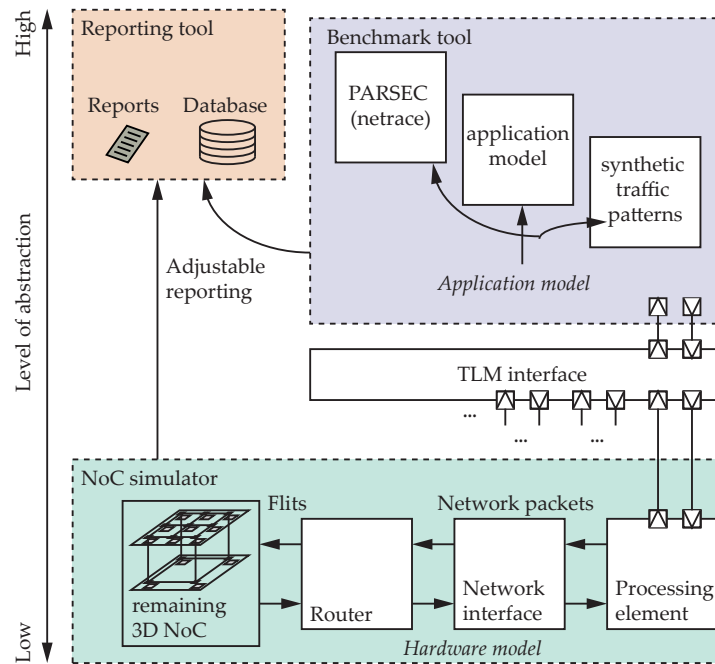 High
Level of abstraction
Low
Reporting tool
Reports
Database
Benchmark tool
PARSEC
(netrace)
application
model
synthetic
traffic
patterns
Application model
Adjustable
reporting
TLM interface
...
...
...
...
NoC simulator
Flits
Network packets
remaining
3D NoC
Router
Network
interface
Processing
element
Hardware model